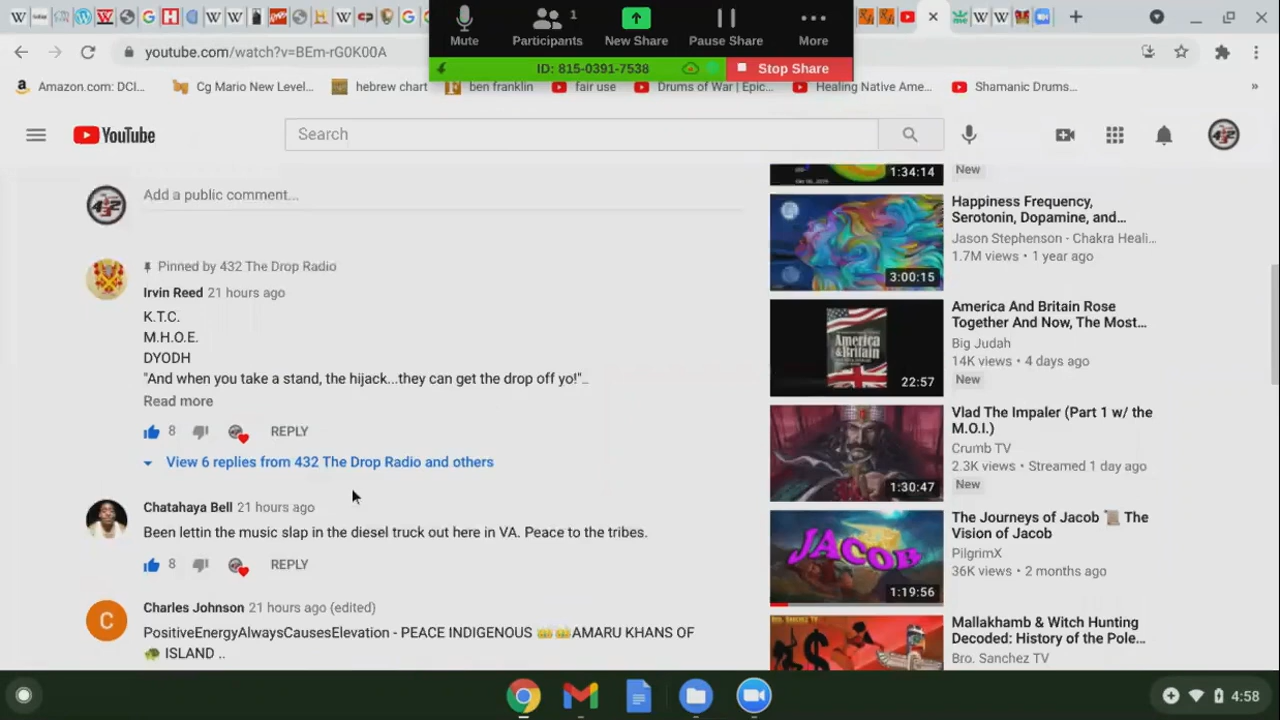 Mute
Participants
1
New Share
Pause Share
More
ID: 815-0391-7538
Stop Share
youtube.com/watch?v=BEm-rG0K00A
Amazon.com: DCI...
Cg Mario New Level...
hebrew chart
ben franklin
fair use
Drums of War | Epic...
Healing Native Ame...
Shamanic Drums...
»
YouTube
Search
Add a public comment...
Pinned by 432 The Drop Radio
Irvin Reed 21 hours ago
K.T.C.
M.H.O.E.
DYODH
"And when you take a stand, the hijack...they can get the drop off yo!"..
Read more
8 REPLY
View 6 replies from 432 The Drop Radio and others
Chatahaya Bell 21 hours ago
Been lettin the music slap in the diesel truck out here in VA. Peace to the tribes.
8 REPLY
C
Charles Johnson 21 hours ago (edited)
PositiveEnergyAlwaysCausesElevation - PEACE INDIGENOUS 👑👑AMARU KHANS OF
🐢 ISLAND ..
1:34:14
New
3:00:15
Happiness Frequency,
Serotonin, Dopamine, and...
Jason Stephenson - Chakra Heali...
1.7M views • 1 year ago
America
&Britain
22:57
America And Britain Rose
Together And Now, The Most...
Big Judah
14K views • 4 days ago
New
1:30:47
Vlad The Impaler (Part 1 w/ the
M.O.I.)
Crumb TV
2.3K views • Streamed 1 day ago
New
JACOB
1:19:56
The Journeys of Jacob 📜 The
Vision of Jacob
PilgrimX
36K views • 2 months ago
Mallakhamb & Witch Hunting
Decoded: History of the Pole...
Bro. Sanchez TV
4:58